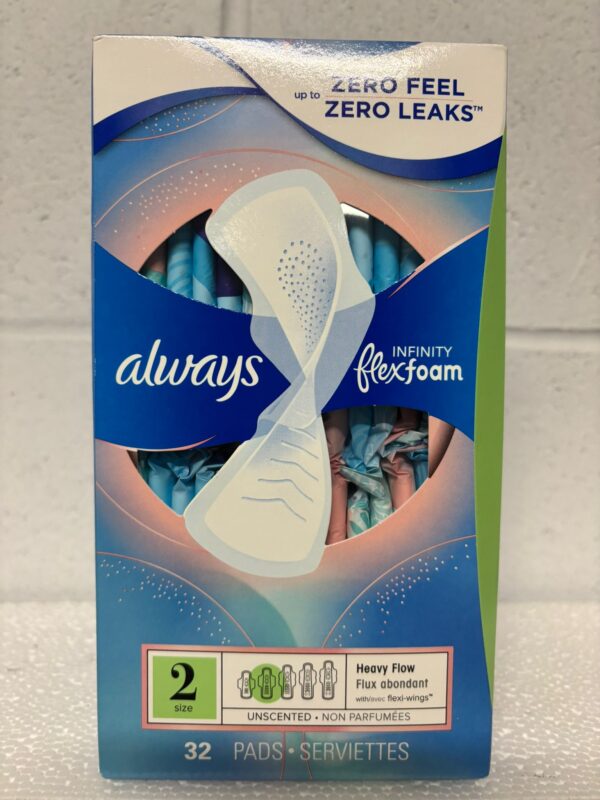 up to ZERO FEEL
ZERO LEAKS™
always
INFINITY
flexfoam
2
size
Heavy Flow
Flux abondant
with/avec flexi-wings™
UNSCENTED • NON PARFUMÉES
32 PADS • SERVIETTES